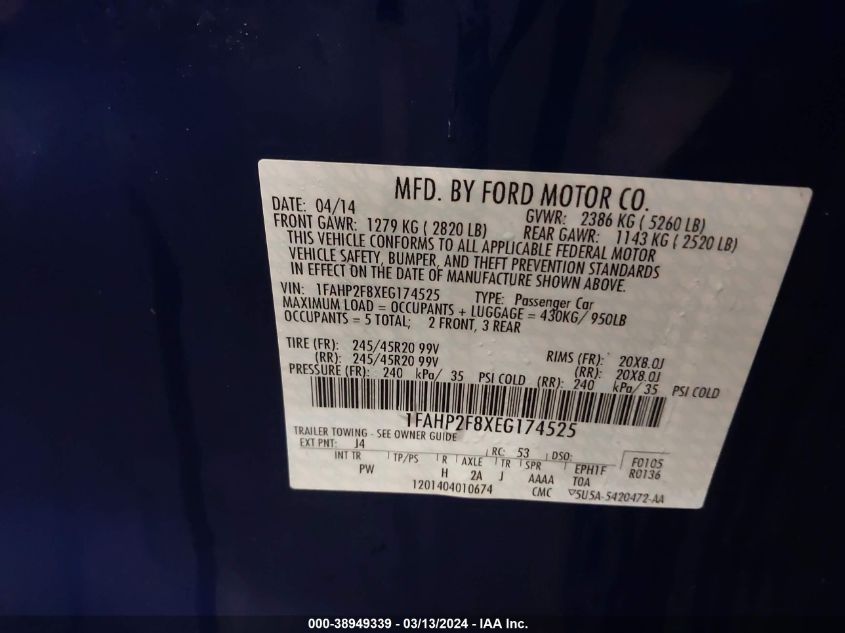 MFD. BY FORD MOTOR CO.
DATE: 04/14 GVWR: 2386 KG ( 5260 LB)
FRONT GAWR: 1279 KG ( 2820 LB) REAR GAWR: 1143 KG ( 2520 LB)
THIS VEHICLE CONFORMS TO ALL APPLICABLE FEDERAL MOTOR
VEHICLE SAFETY, BUMPER, AND THEFT PREVENTION STANDARDS
IN EFFECT ON THE DATE OF MANUFACTURE SHOWN ABOVE.
VIN: 1FAHP2F8XEG174525 TYPE: Passenger Car
MAXIMUM LOAD = OCCUPANTS + LUGGAGE = 430KG/ 950LB
OCCUPANTS = 5 TOTAL; 2 FRONT, 3 REAR
TIRE (FR): 245/45R20 99V RIMS (FR): 20X8.0J
(RR): 245/45R20 99V (RR): 20X8.0J
PRESSURE (FR): 240 kPa/ 35 PSI COLD (RR): 240 kPa/ 35 PSI COLD
1FAHP2F8XEG174525
TRAILER TOWING - SEE OWNER GUIDE
EXT PNT: J4 RC: 53 DSO: F0105
INT TR TP/PS R AXLE TR SPR EPH1F R0136
PW H 2A J AAAA T0A
1201404010674 CMC 5U5A-5420472-AA
000-38949339 - 03/13/2024 - IAA Inc.